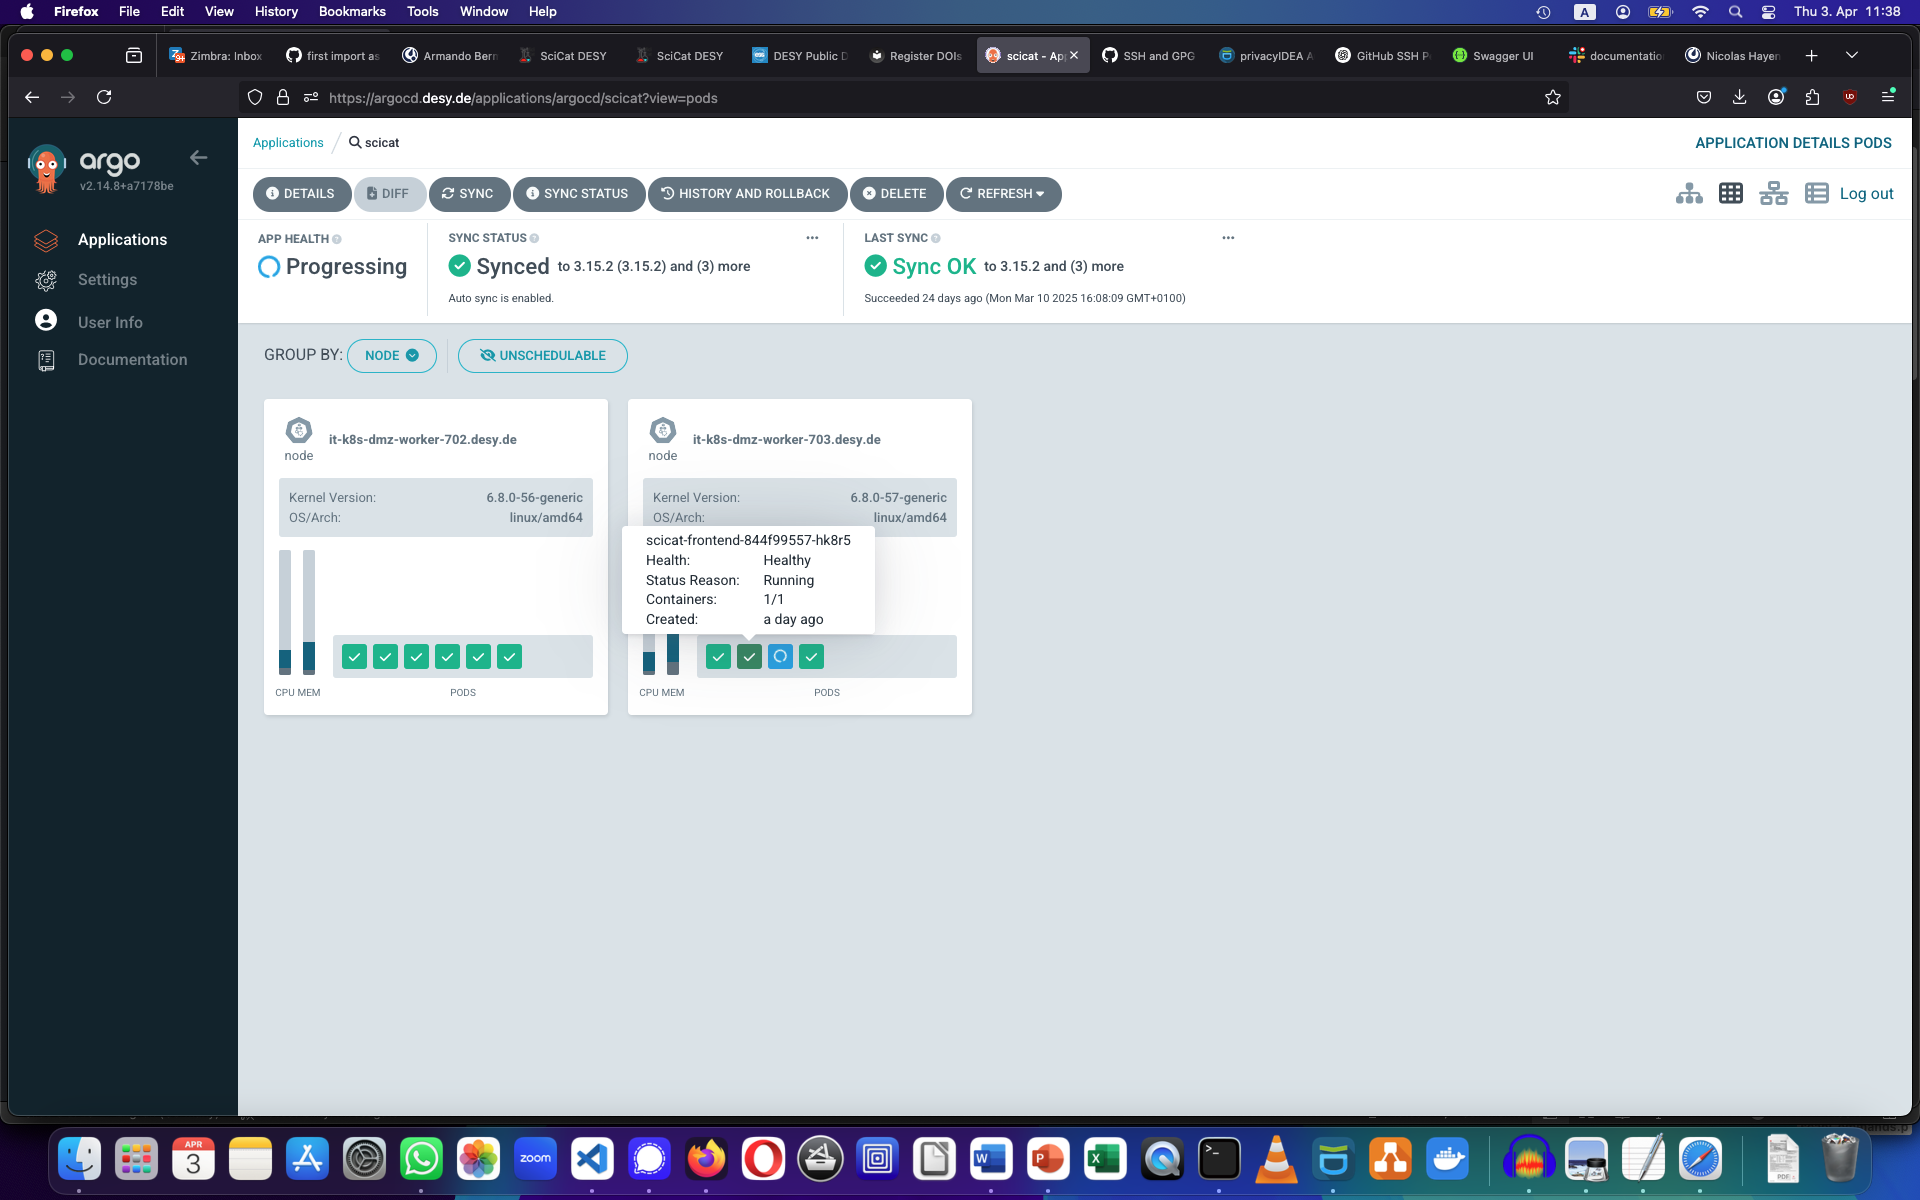 Firefox File Edit View History Bookmarks Tools Window Help
A
Thu 3. Apr 11:38
Zimbra: Inbox
first import as
Armando Bern
SciCat DESY
SciCat DESY
DESY Public D
Register DOIs
scicat - Ap
SSH and GPG
privacyIDEA A
GitHub SSH P
Swagger UI
documentatio
Nicolas Hayen
https://argocd.desy.de/applications/argocd/scicat?view=pods
argo
v2.14.8+a7178be
Applications
Settings
User Info
Documentation
Applications / scicat
APPLICATION DETAILS PODS
DETAILS
DIFF
SYNC
SYNC STATUS
HISTORY AND ROLLBACK
DELETE
REFRESH
Log out
APP HEALTH
Progressing
SYNC STATUS
Synced to 3.15.2 (3.15.2) and (3) more
Auto sync is enabled.
LAST SYNC
Sync OK to 3.15.2 and (3) more
Succeeded 24 days ago (Mon Mar 10 2025 16:08:09 GMT+0100)
GROUP BY: NODE
UNSCHEDULABLE
it-k8s-dmz-worker-702.desy.de
node
Kernel Version: 6.8.0-56-generic
OS/Arch: linux/amd64
CPU MEM PODS
it-k8s-dmz-worker-703.desy.de
node
Kernel Version: 6.8.0-57-generic
OS/Arch: linux/amd64
scicat-frontend-844f99557-hk8r5
Health: Healthy
Status Reason: Running
Containers: 1/1
Created: a day ago
CPU MEM PODS
APR
3
zoom
W
P
X
PDF